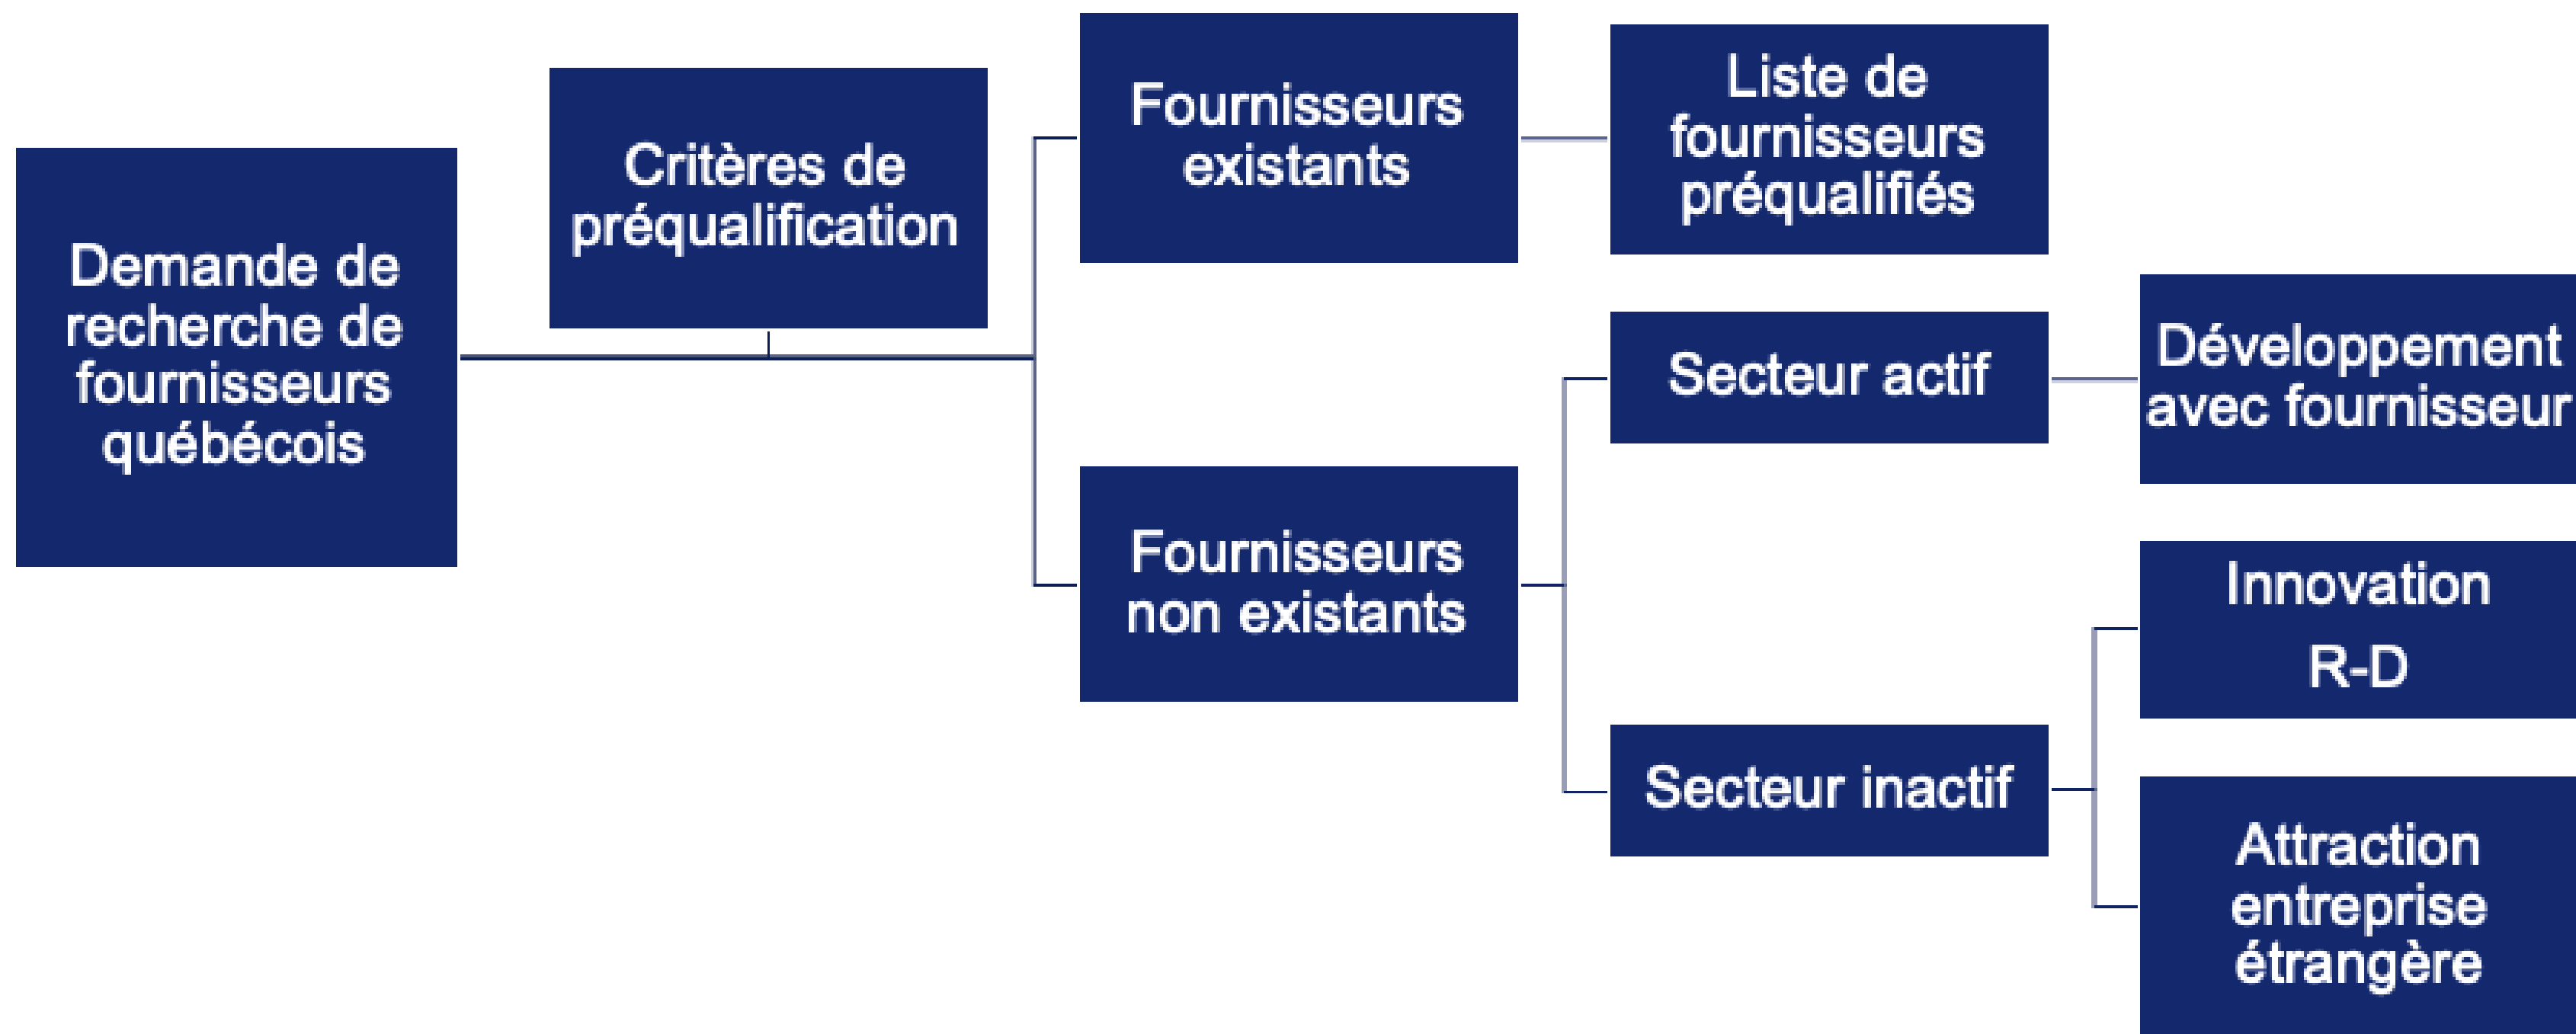 Demande de
recherche de
fournisseurs
québécois
Critères de
préqualification
Fournisseurs
existants
Liste de
fournisseurs
préqualifiés
Fournisseurs
non existants
Secteur actif
Développement
avec fournisseur
Secteur inactif
Innovation
R-D
Attraction
entreprise
étrangère